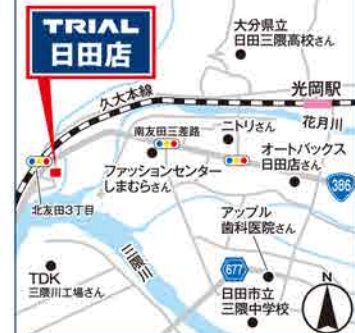 TRIAL
日田店
大分県立
日田三隈高校さん
光岡駅
久大本線
花月川
南友田三差路
ニトリさん
ファッションセンター
しまむらさん
オートバックス
日田店さん
386
北友田3丁目
アップル
歯科医院さん
三隈川
677
TDK
三隈川工場さん
日田市立
三隈中学校
N